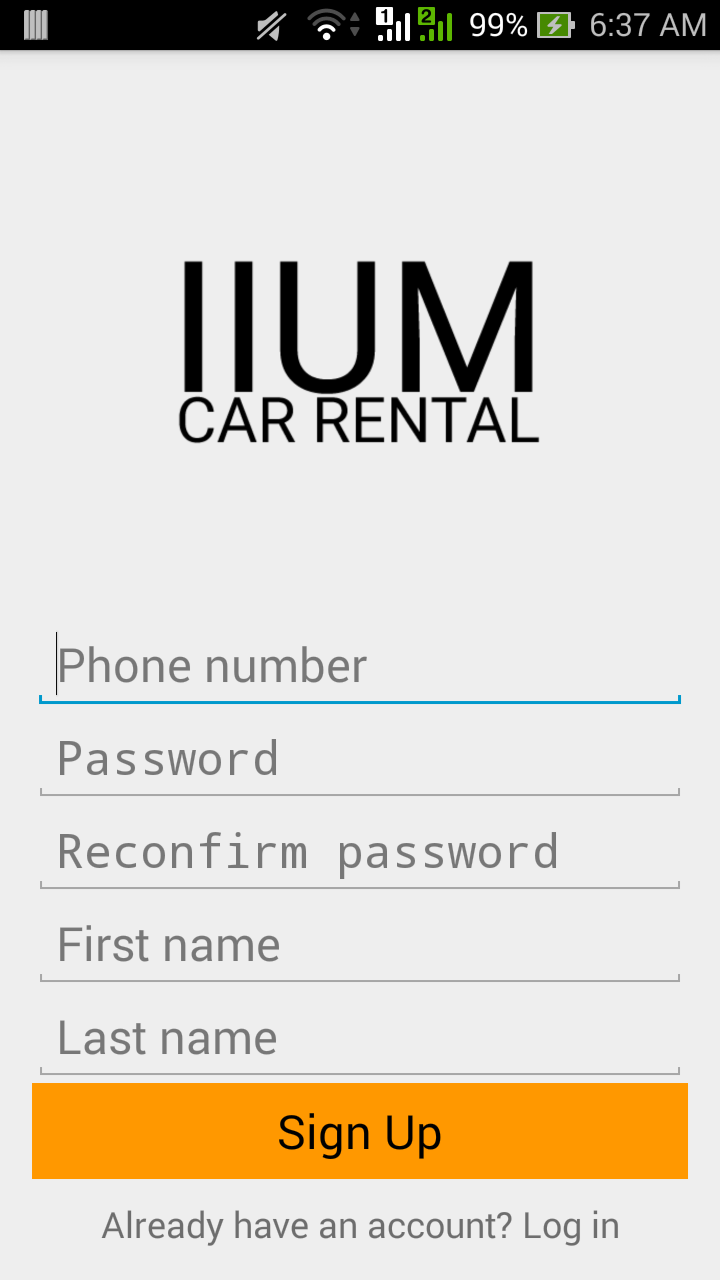 1 2 99% 6:37 AM
IIUM
CAR RENTAL
Phone number
Password
Reconfirm password
First name
Last name
Sign Up
Already have an account? Log in